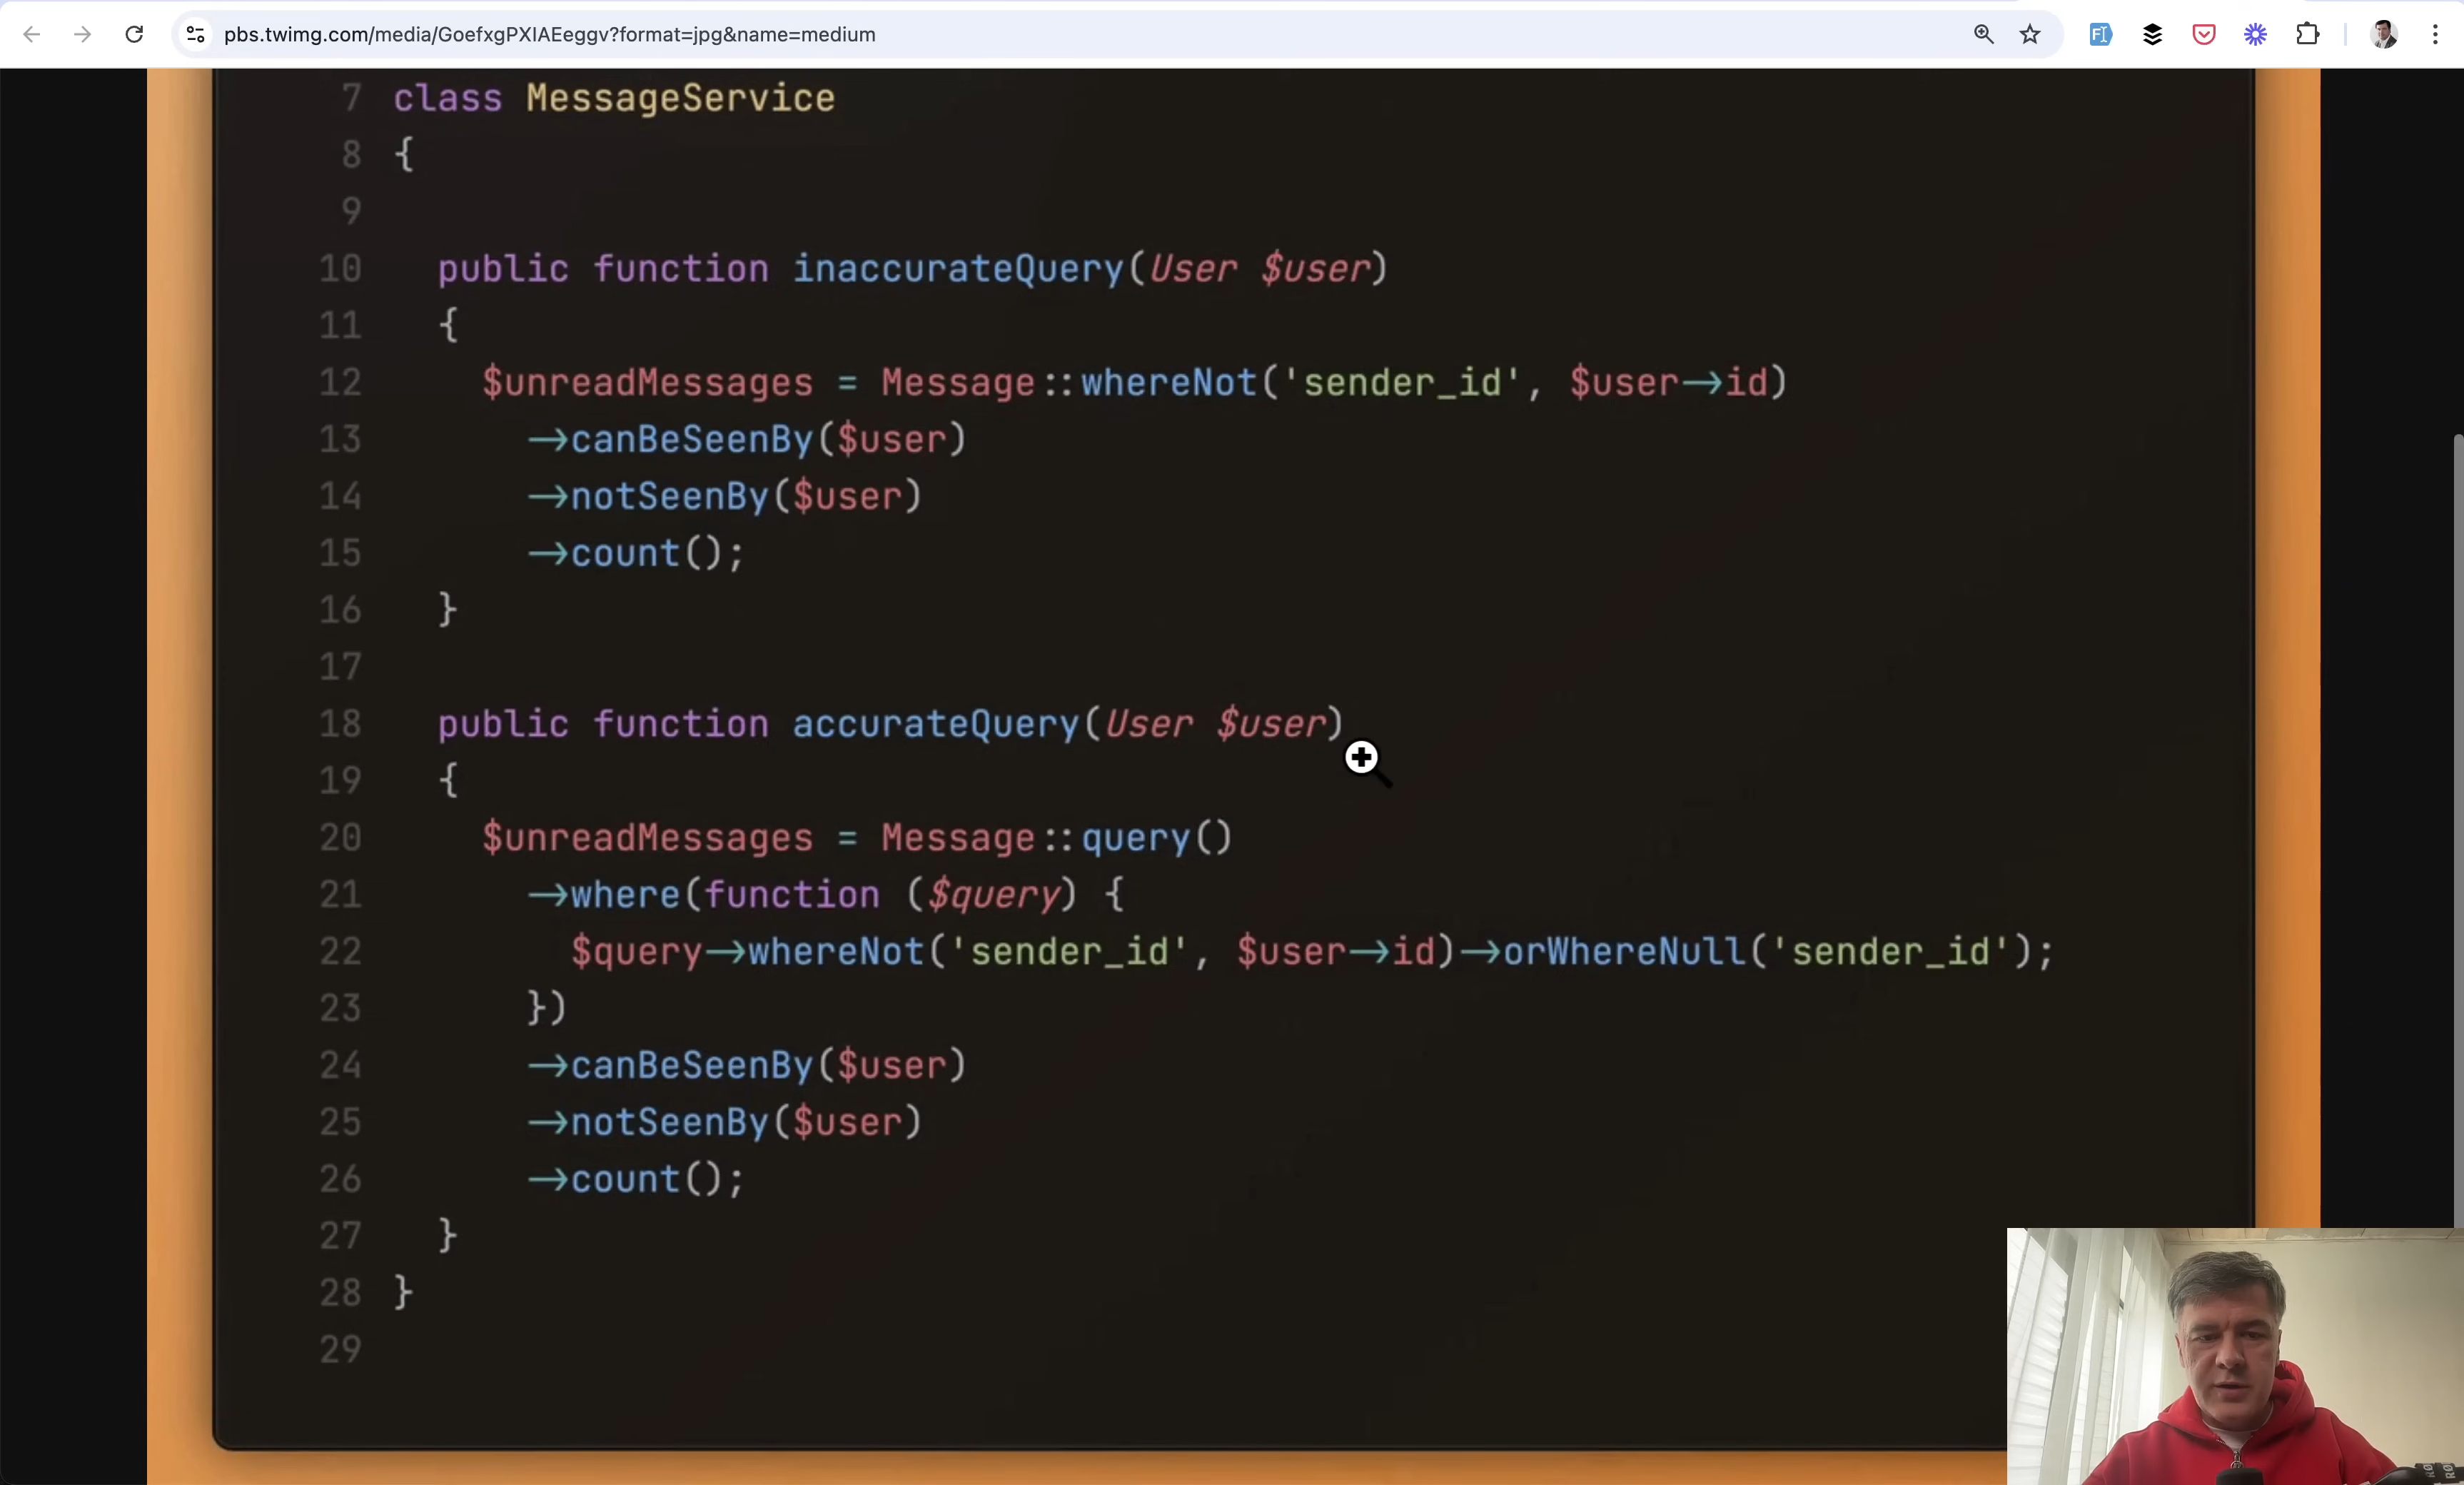 pbs.twimg.com/media/GoefxgPXIAEeggv?format=jpg&name=medium
7 class MessageService
8 {
9
10 public function inaccurateQuery(User $user)
11 {
12 $unreadMessages = Message::whereNot('sender_id', $user->id)
13 ->canBeSeenBy($user)
14 ->notSeenBy($user)
15 ->count();
16 }
17
18 public function accurateQuery(User $user)
19 {
20 $unreadMessages = Message::query()
21 ->where(function ($query) {
22 $query->whereNot('sender_id', $user->id)->orWhereNull('sender_id');
23 })
24 ->canBeSeenBy($user)
25 ->notSeenBy($user)
26 ->count();
27 }
28 }
29